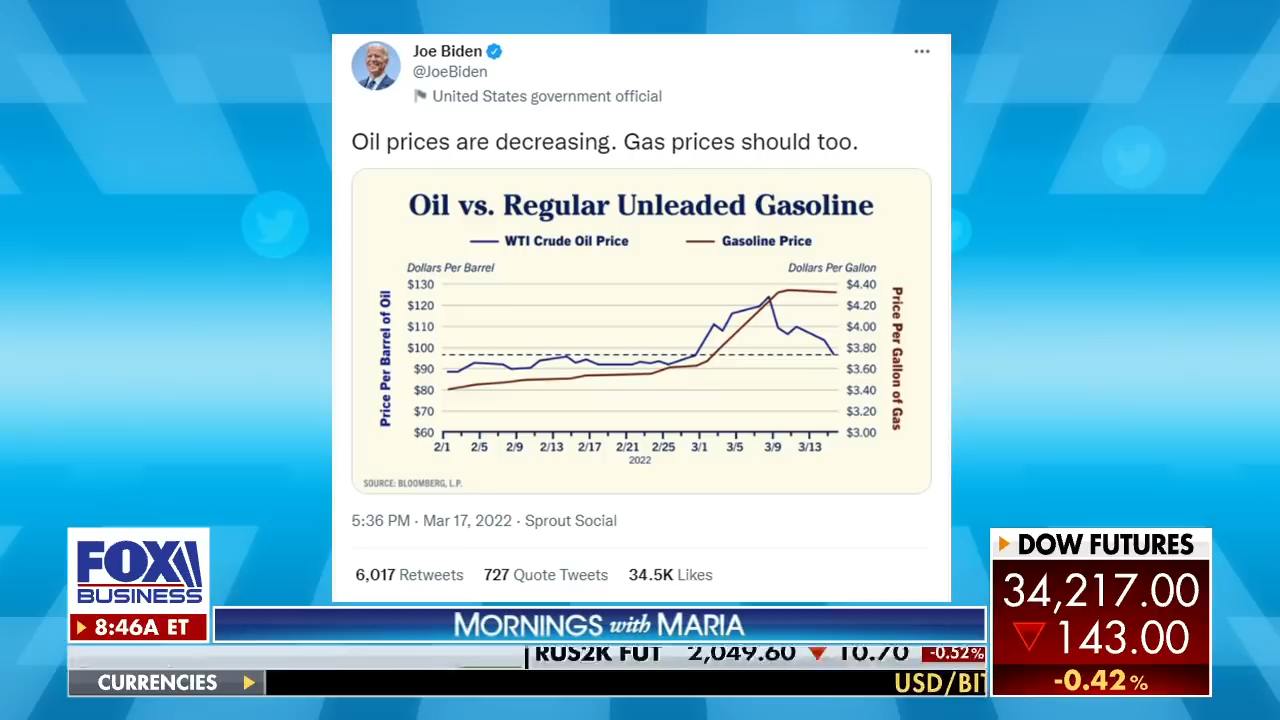 Joe Biden
@JoeBiden
United States government official
Oil prices are decreasing. Gas prices should too.
Oil vs. Regular Unleaded Gasoline
WTI Crude Oil Price Gasoline Price
Dollars Per Barrel Dollars Per Gallon
Price Per Barrel of Oil
$130
$120
$110
$100
$90
$80
$70
$60
$4.40
$4.20
$4.00
$3.80
$3.60
$3.40
$3.20
$3.00
Price Per Gallon of Gas
2/1 2/5 2/9 2/13 2/17 2/21 2/25 3/1 3/5 3/9 3/13
2022
SOURCE: BLOOMBERG, L.P.
5:36 PM · Mar 17, 2022 · Sprout Social
6,017 Retweets 727 Quote Tweets 34.5K Likes
FOX
BUSINESS
8:46A ET
MORNINGS with MARIA
RUS2K FUT 2,049.60 10.70 -0.52%
CURRENCIES
USD/BIT
DOW FUTURES
34,217.00
143.00
-0.42%